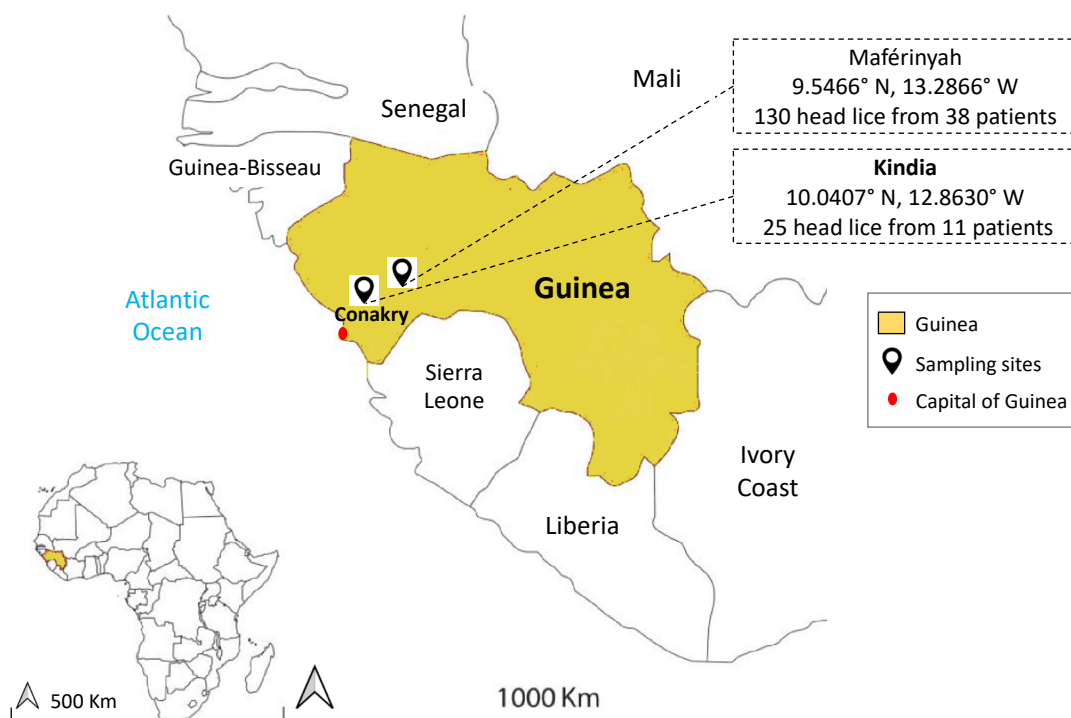 Mali
Senegal
Guinea-Bisseau
Maférinyah
9.5466° N, 13.2866° W
130 head lice from 38 patients
Kindia
10.0407° N, 12.8630° W
25 head lice from 11 patients
Guinea
Atlantic
Ocean
Conakry
Sierra
Leone
Guinea
Sampling sites
Capital of Guinea
Ivory
Coast
Liberia
500 Km
1000 Km